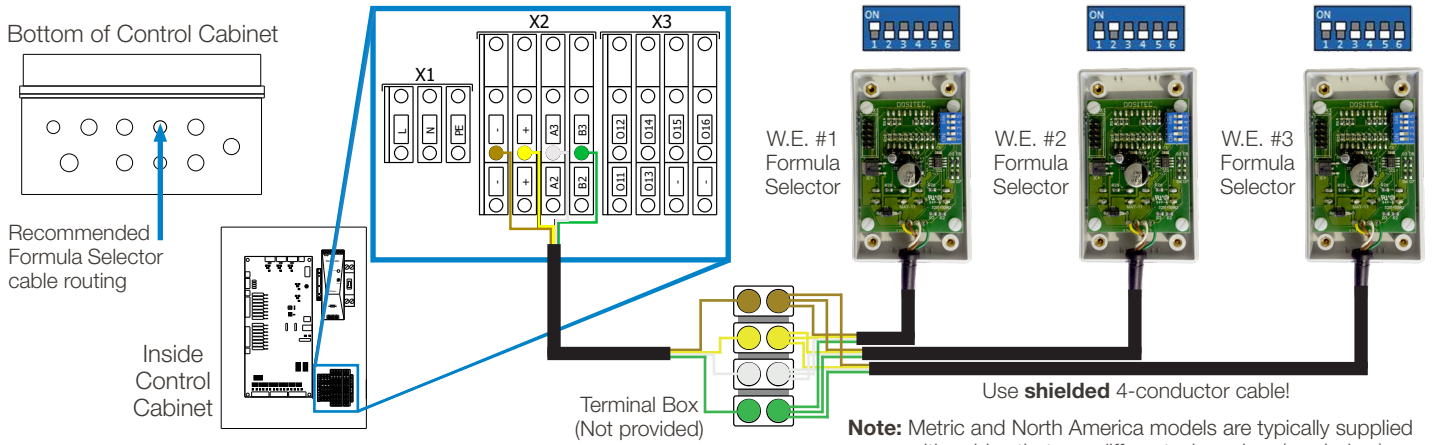 Bottom of Control Cabinet
Recommended
Formula Selector
cable routing
Inside
Control
Cabinet
X1
L
N
PE
X2
-
+
A3
B3
-
+
A2
B2
X3
O12
O14
O15
O16
O11
O13
-
-
Terminal Box
(Not provided)
ON
1 2 3 4 5 6
ON
1 2 3 4 5 6
ON
1 2 3 4 5 6
W.E. #1
Formula
Selector
DOSITEC
W.E. #2
Formula
Selector
DOSITEC
W.E. #3
Formula
Selector
DOSITEC
Use shielded 4-conductor cable!
Note: Metric and North America models are typically supplied